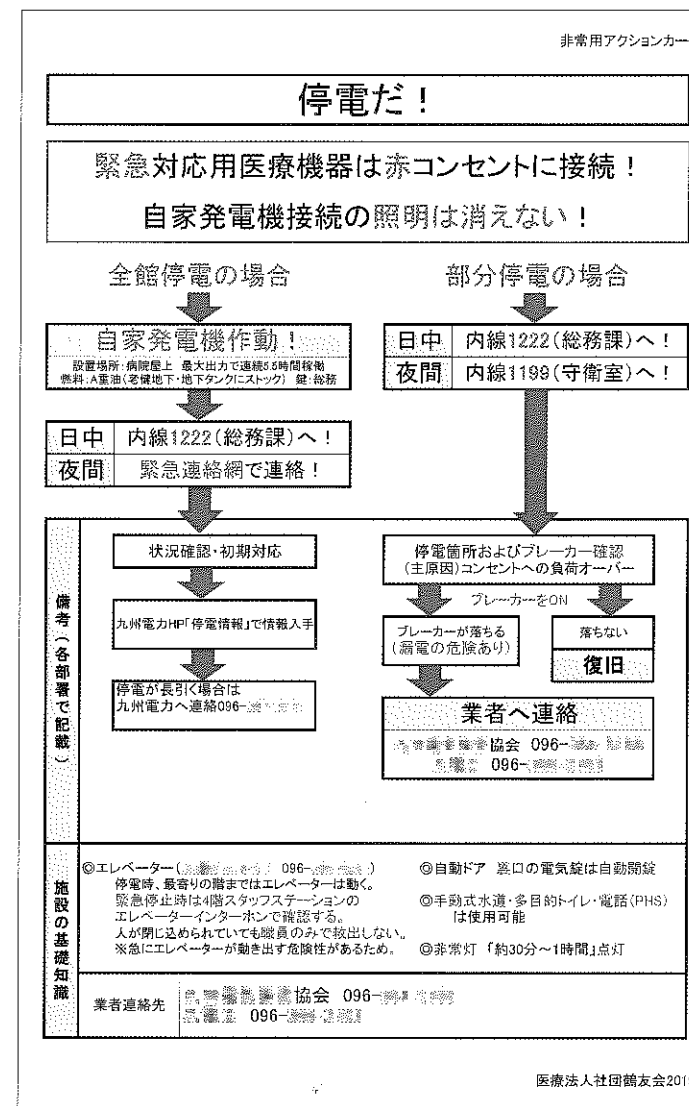 非常用アクションカー
停電だ！
緊急対応用医療機器は赤コンセントに接続！
自家発電機接続の照明は消えない！
全館停電の場合
部分停電の場合
自家発電機作動！
設置場所：病院屋上　最大出力で連続5.5時間稼働
燃料：A重油（老健地下・地下タンクにストック）　鍵：総務
日中　内線1222（総務課）へ！
夜間　緊急連絡網で連絡！
日中　内線1222（総務課）へ！
夜間　内線1199（守衛室）へ！
備考（各部署で記載）
状況確認・初期対応
九州電力HP「停電情報」で情報入手
停電が長引く場合は
九州電力へ連絡096-
停電箇所およびブレーカー確認
（主原因）コンセントへの負荷オーバー
ブレーカーをON
ブレーカーが落ちる
（漏電の危険あり）
落ちない
復旧
業者へ連絡
協会　096-
096-
施設の基礎知識
◎エレベーター（　096-　）
停電時、最寄りの階まではエレベーターは動く。
緊急停止時は4階スタッフステーションの
エレベーターインターホンで確認する。
人が閉じ込められていても職員のみで救出しない。
※急にエレベーターが動き出す危険性があるため。
◎自動ドア　窓口の電気錠は自動開錠
◎手動式水道・多目的トイレ・電話（PHS）
は使用可能
◎非常灯「約30分～1時間」点灯
業者連絡先
協会　096-
096-
医療法人社団鶴友会201